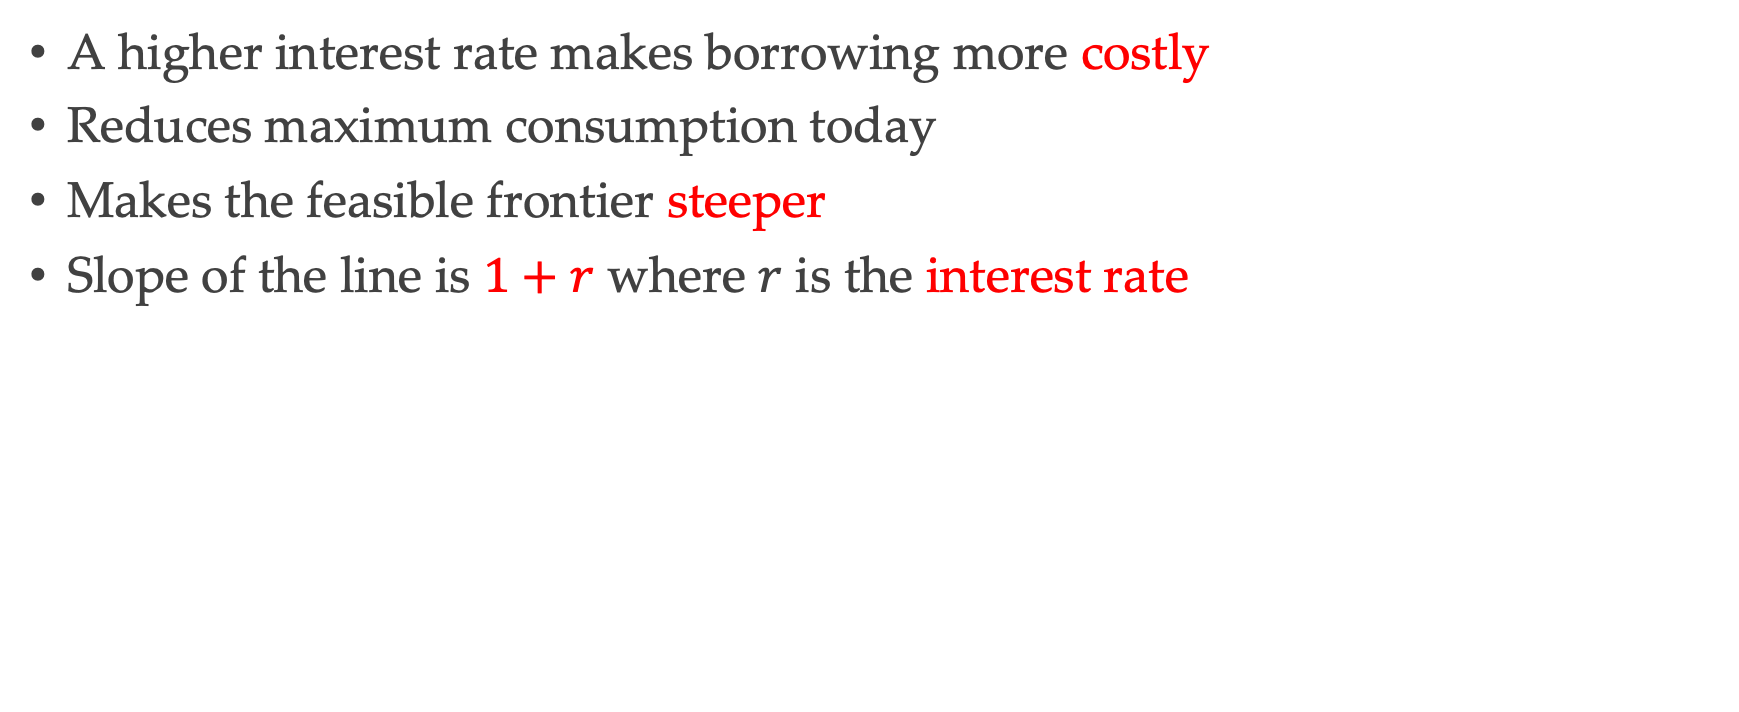 • A higher interest rate makes borrowing more costly
• Reduces maximum consumption today
• Makes the feasible frontier steeper
• Slope of the line is 1 + r where r is the interest rate